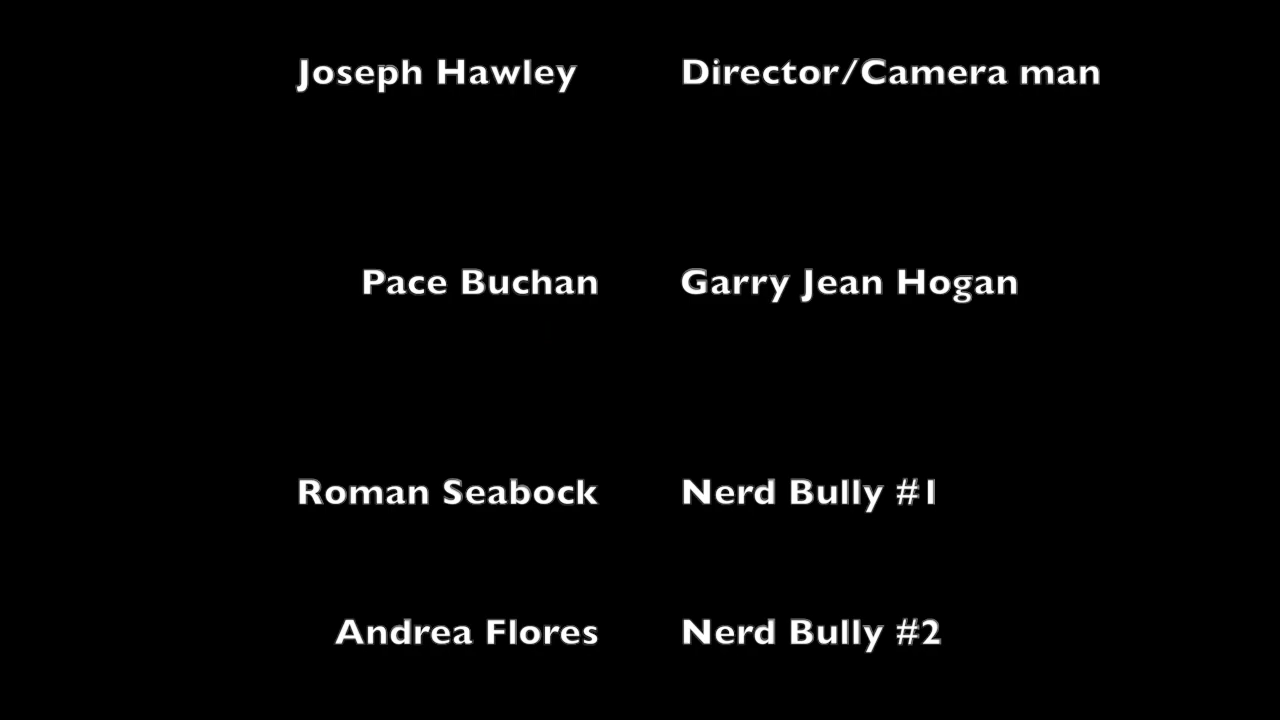 Joseph Hawley Director/Camera man
Pace Buchan Garry Jean Hogan
Roman Seabock Nerd Bully #1
Andrea Flores Nerd Bully #2